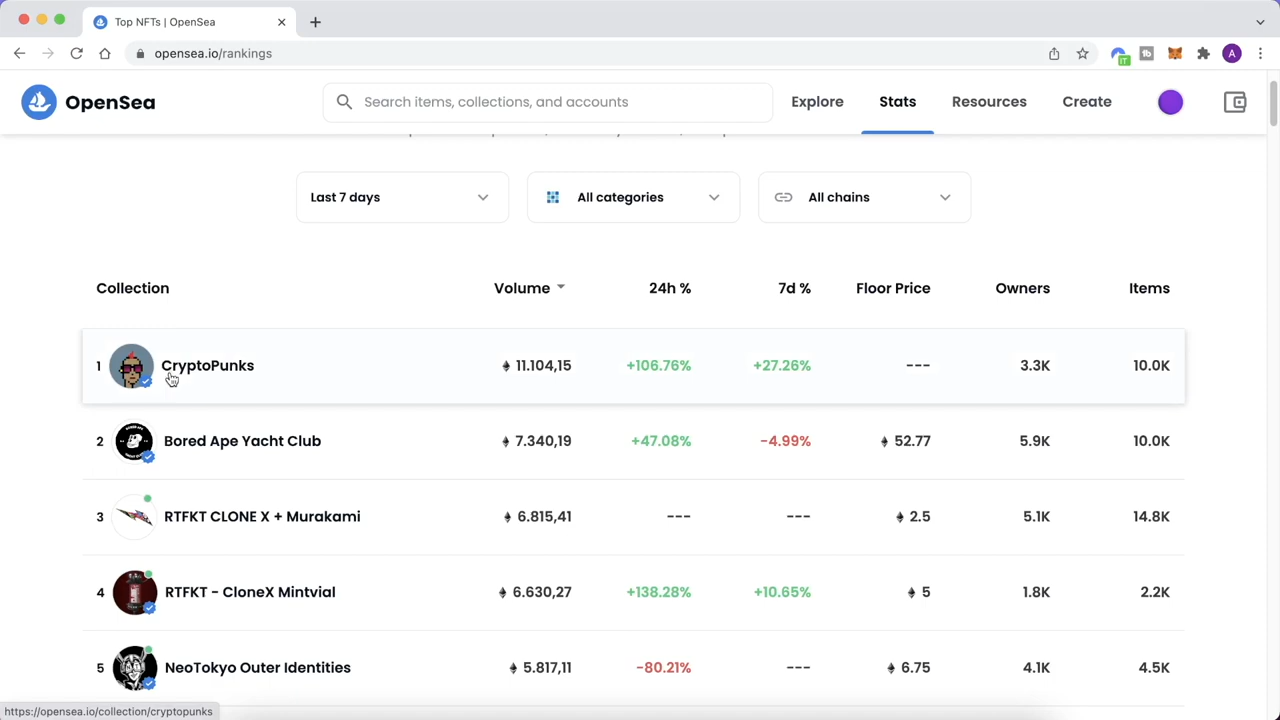 Top NFTs | OpenSea
opensea.io/rankings
IT
tb
A
OpenSea
Search items, collections, and accounts
Explore
Stats
Resources
Create
Last 7 days
All categories
All chains
Collection Volume 24h % 7d % Floor Price Owners Items
1 CryptoPunks 11.104,15 +106.76% +27.26% --- 3.3K 10.0K
2 Bored Ape Yacht Club 7.340,19 +47.08% -4.99% 52.77 5.9K 10.0K
3 RTFKT CLONE X + Murakami 6.815,41 --- --- 2.5 5.1K 14.8K
4 RTFKT - CloneX Mintvial 6.630,27 +138.28% +10.65% 5 1.8K 2.2K
5 NeoTokyo Outer Identities 5.817,11 -80.21% --- 6.75 4.1K 4.5K
https://opensea.io/collection/cryptopunks